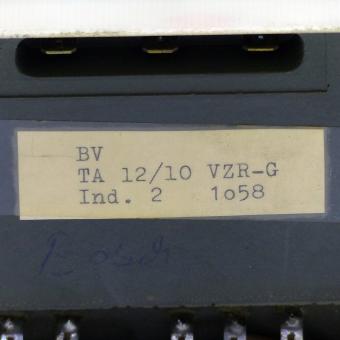 BV
TA 12/10 VZR-G
Ind. 2 1o58